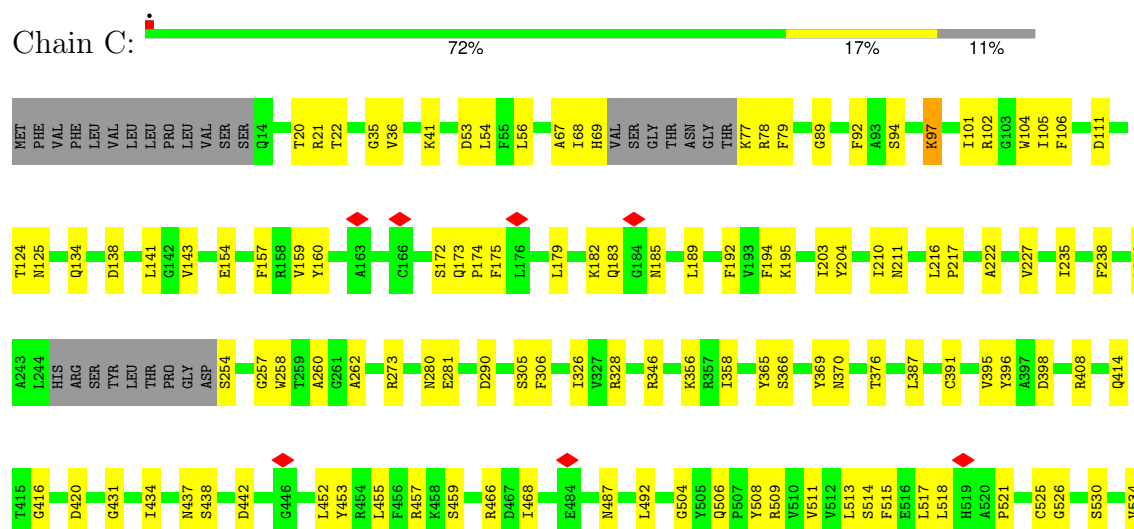 Chain C:
72% 17% 11%
MET PHE VAL PHE LEU VAL LEU LEU PRO LEU VAL SER SER Q14 T20 R21 T22 G35 V36 K41 D53 L54 F55 L56 A67 I68 H69 VAL SER GLY THR ASN GLY THR K77 R78 F79 G89 F92 A93 S94 K97 I101 R102 G103 W104 I105 F106 D111
T124 N125 Q134 D138 L141 G142 V143 E154 F157 R158 V159 Y160 A163 C166 S172 Q173 P174 F175 L176 L179 K182 Q183 G184 N185 L189 F192 V193 F194 K195 I203 Y204 I210 N211 L216 P217 A222 V227 I235 F238
A243 L244 HIS ARG SER TYR LEU THR PRO GLY ASP S254 G257 W258 T259 A260 G261 A262 R273 N280 E281 D290 S305 F306 I326 V327 R328 R346 K356 R357 I358 Y365 S366 Y369 N370 T376 L387 C391 V395 Y396 A397 D398 R408 Q414
T415 G416 D420 G431 I434 N437 S438 D442 G446 L452 Y453 R454 L455 F456 R457 K458 S459 R466 D467 I468 E484 N487 L492 G504 Y505 Q506 P507 Y508 R509 V510 V511 V512 L513 S514 F515 E516 L517 L518 H519 A520 P521 C525 G526 S530 V534